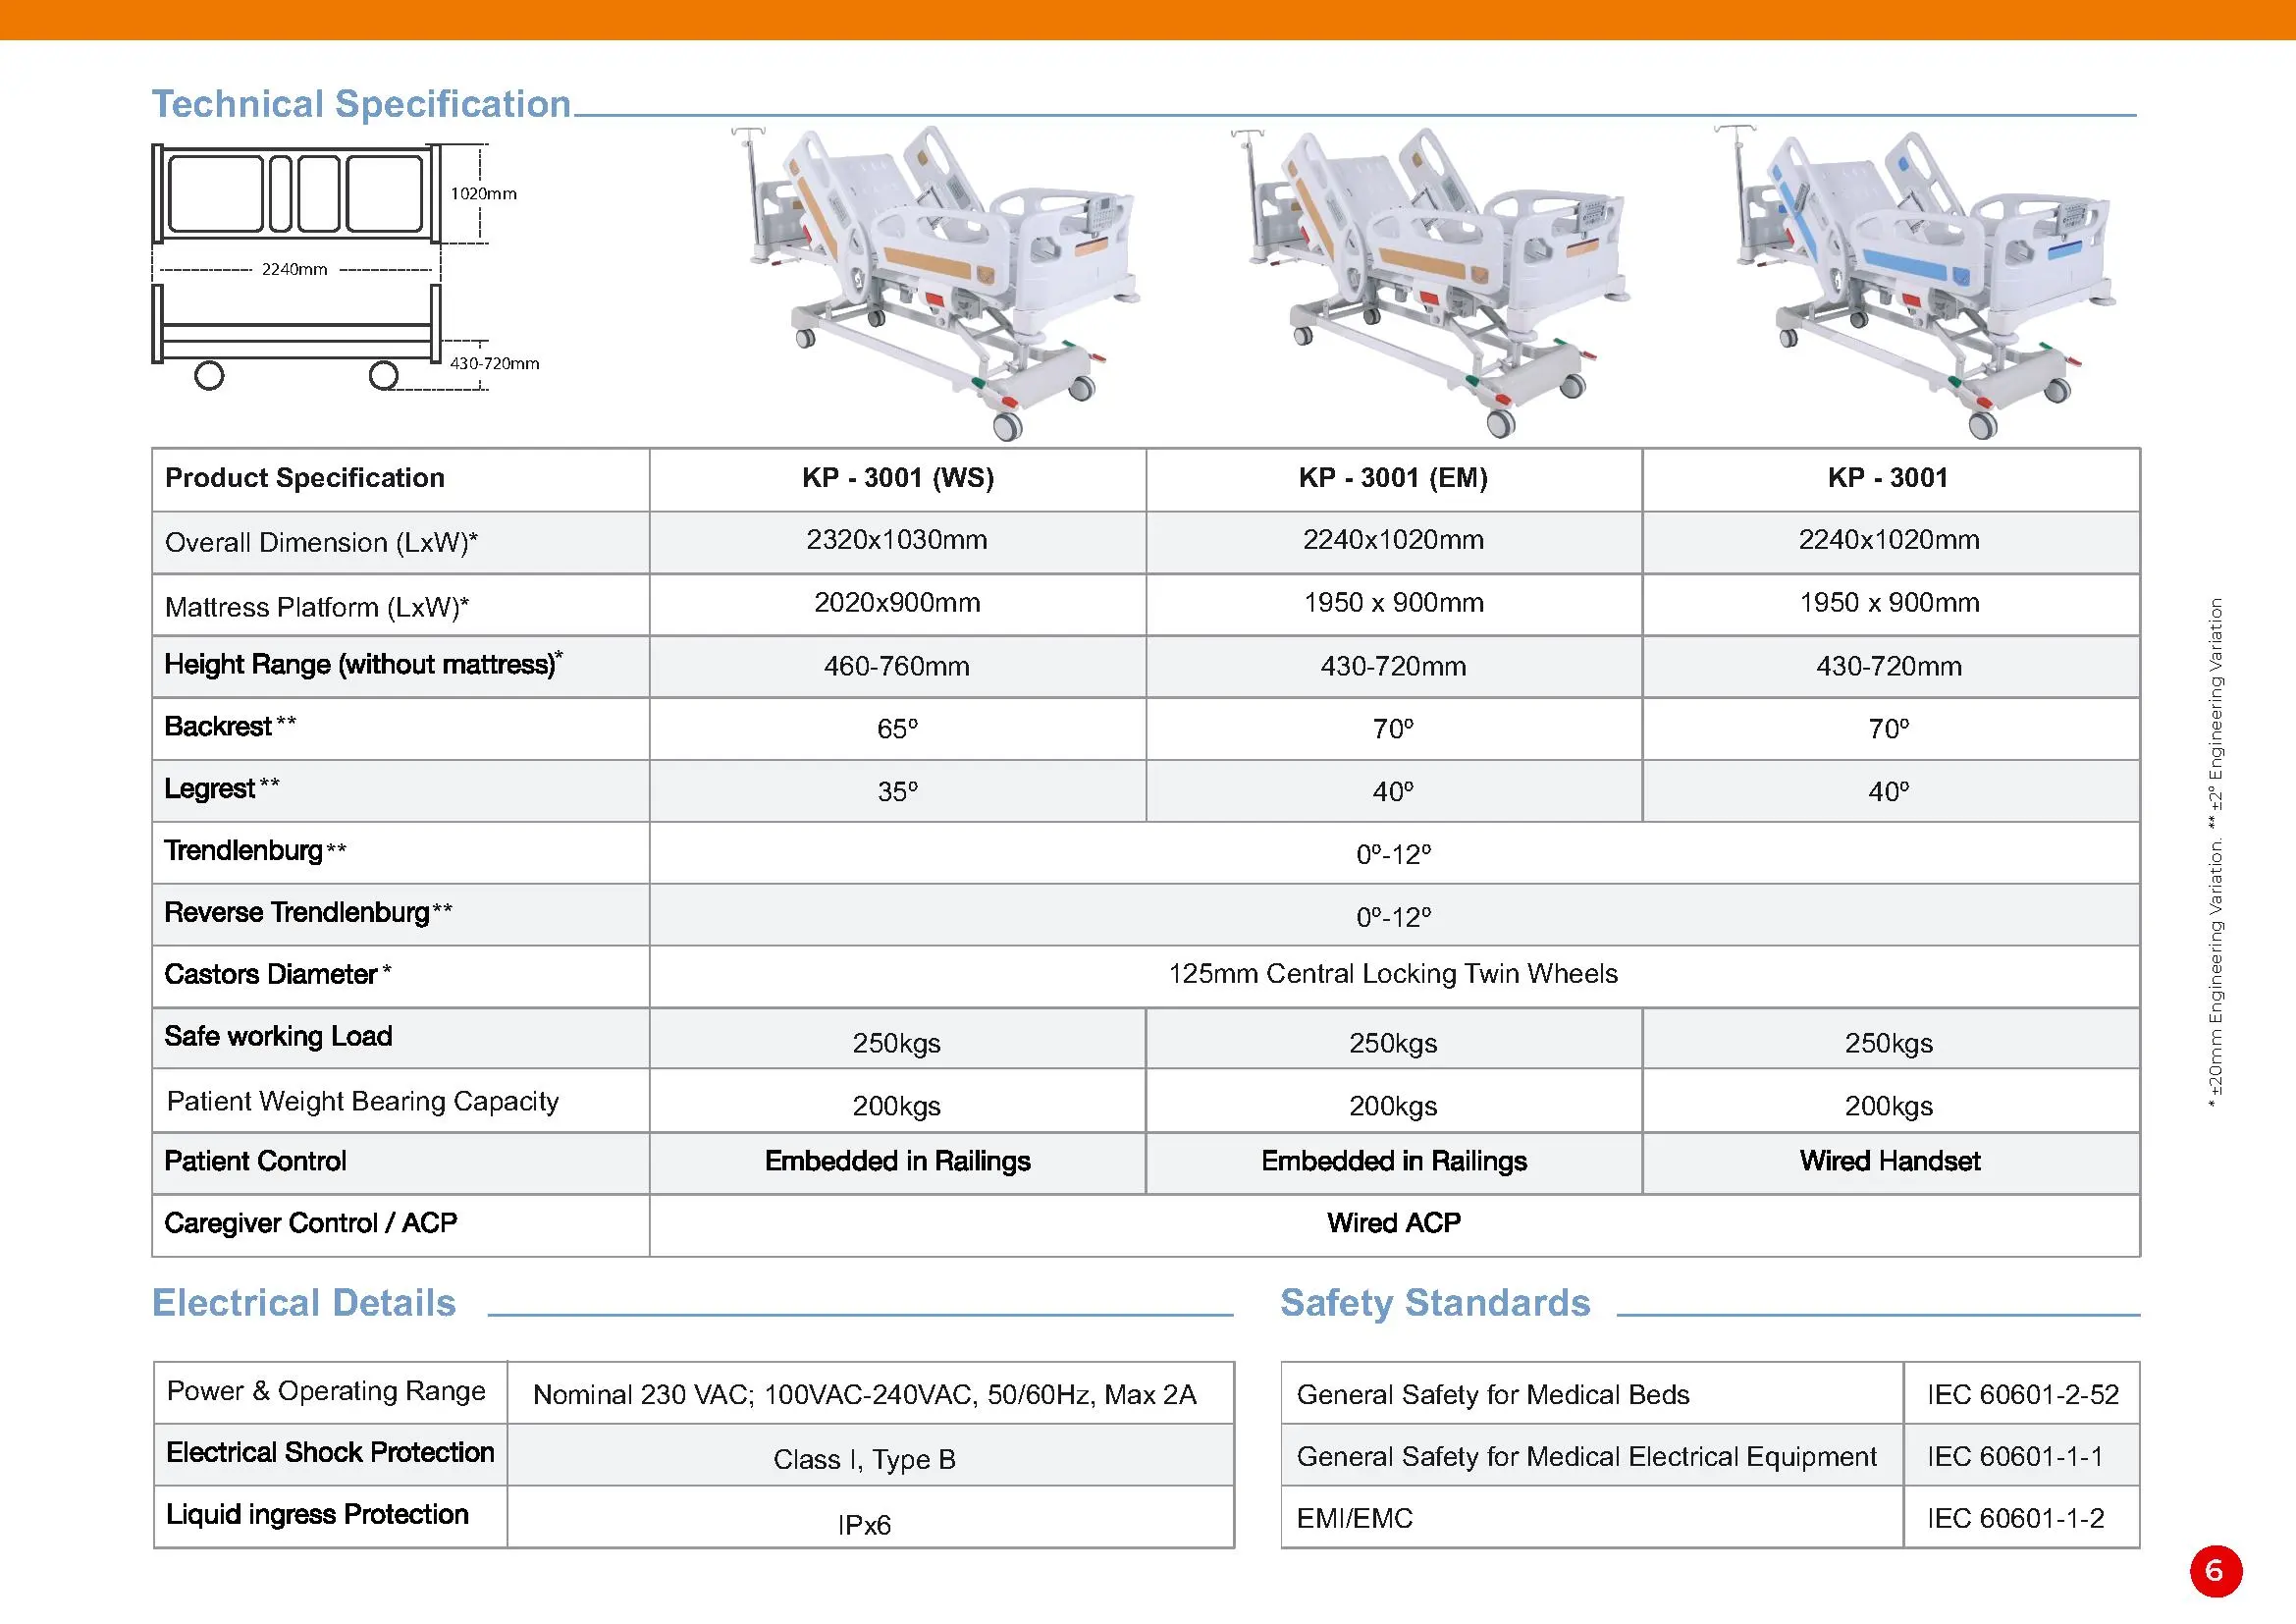 Technical Specification
1020mm
2240mm
430-720mm
Product Specification KP - 3001 (WS) KP - 3001 (EM) KP - 3001
Overall Dimension (LxW)* 2320x1030mm 2240x1020mm 2240x1020mm
Mattress Platform (LxW)* 2020x900mm 1950 x 900mm 1950 x 900mm
Height Range (without mattress)* 460-760mm 430-720mm 430-720mm
Backrest** 65º 70º 70º
Legrest** 35º 40º 40º
Trendlenburg** 0º-12º
Reverse Trendlenburg** 0º-12º
Castors Diameter* 125mm Central Locking Twin Wheels
Safe working Load 250kgs 250kgs 250kgs
Patient Weight Bearing Capacity 200kgs 200kgs 200kgs
Patient Control Embedded in Railings Embedded in Railings Wired Handset
Caregiver Control / ACP Wired ACP
* ±20mm Engineering Variation. ** ±2º Engineering Variation
Electrical Details
Power & Operating Range Nominal 230 VAC; 100VAC-240VAC, 50/60Hz, Max 2A
Electrical Shock Protection Class I, Type B
Liquid ingress Protection IPx6
Safety Standards
General Safety for Medical Beds IEC 60601-2-52
General Safety for Medical Electrical Equipment IEC 60601-1-1
EMI/EMC IEC 60601-1-2
6